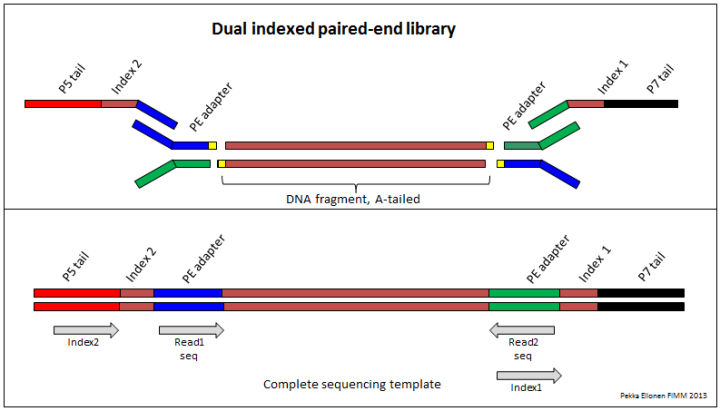 Dual indexed paired-end library
P5 tail
Index 2
PE adapter
PE adapter
Index 1
P7 tail
DNA fragment, A-tailed
P5 tail
Index 2
PE adapter
PE adapter
Index 1
P7 tail
Index2
Read1
seq
Read2
seq
Index1
Complete sequencing template
Pekka Ellonen FIMM 2013